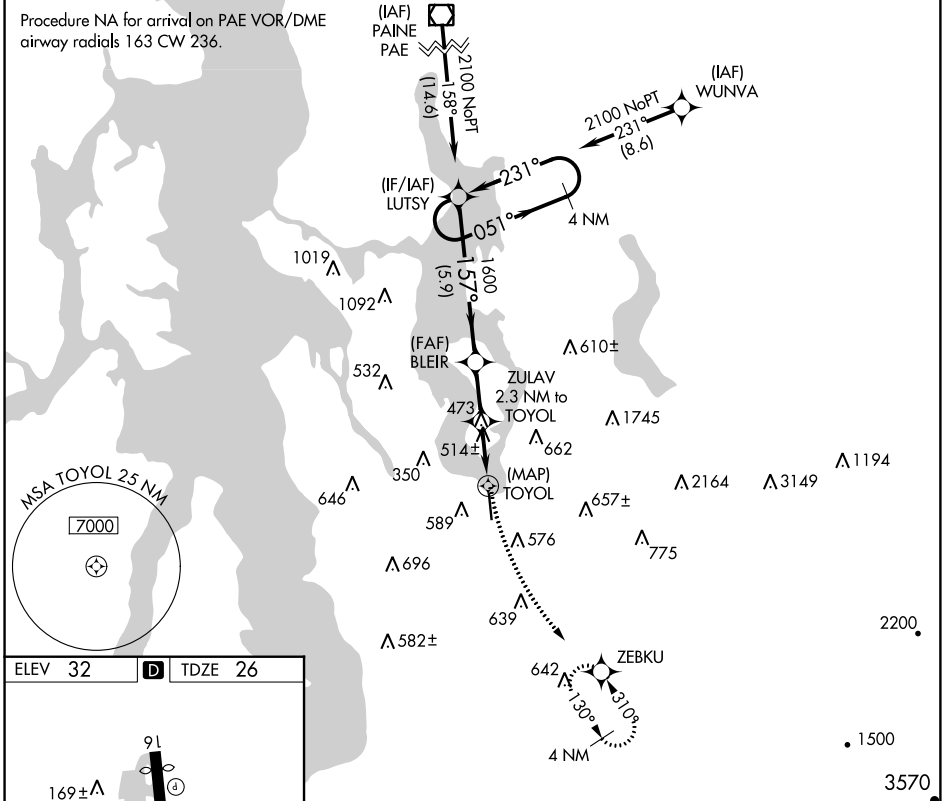 Procedure NA for arrival on PAE VOR/DME
airway radials 163 CW 236.
(IAF)
PAINE
PAE
2100 NoPT
158°
(14.6)
(IAF)
WUNVA
2100 NoPT
231°
(8.6)
(IF/IAF)
LUTSY
231°
051°
4 NM
1600
157°
(5.9)
1019
1092
(FAF)
BLEIR
610±
532
ZULAV
2.3 NM to
TOYOL
473
1745
514±
662
350
1194
646
(MAP)
TOYOL
2164
3149
589
657±
576
775
696
639
582±
2200
MSA TOYOL 25 NM
7000
ELEV 32
D
TDZE 26
642
ZEBKU
130°
310°
4 NM
1500
3570
16
169±
P